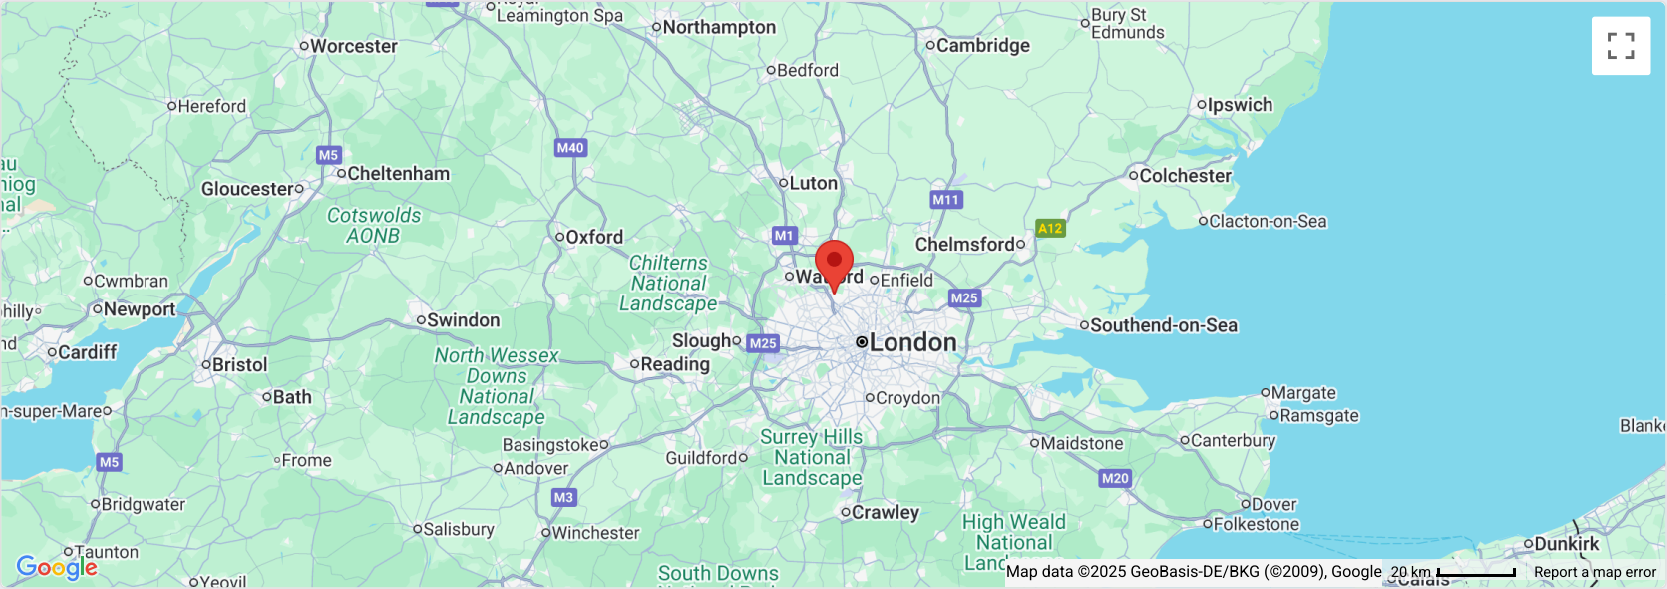 Leamington Spa
Northampton
Bury St
Edmunds
Worcester
Cambridge
Bedford
Hereford
Ipswich
M5
M40
Cheltenham
Gloucester
Luton
Colchester
M11
Cotswolds
AONB
Oxford
M1
Clacton-on-Sea
A12
Chelmsford
Cwmbran
Chilterns
National
Landscape
Enfield
Newport
M25
Swindon
Southend-on-Sea
Cardiff
Slough
M25
London
Bristol
North Wessex
Downs
National
Landscape
Reading
Bath
Croydon
Margate
Ramsgate
n-super-Mare
Basingstoke
Surrey Hills
National
Landscape
Maidstone
Canterbury
Blanke
M5
Frome
Andover
Guildford
M20
M3
Bridgwater
Crawley
Dover
Folkestone
Salisbury
Winchester
High Weald
National
Taunton
Dunkirk
Google
South Downs
Yeovil
Map data ©2025 GeoBasis-DE/BKG (©2009), Google
20 km
Report a map error